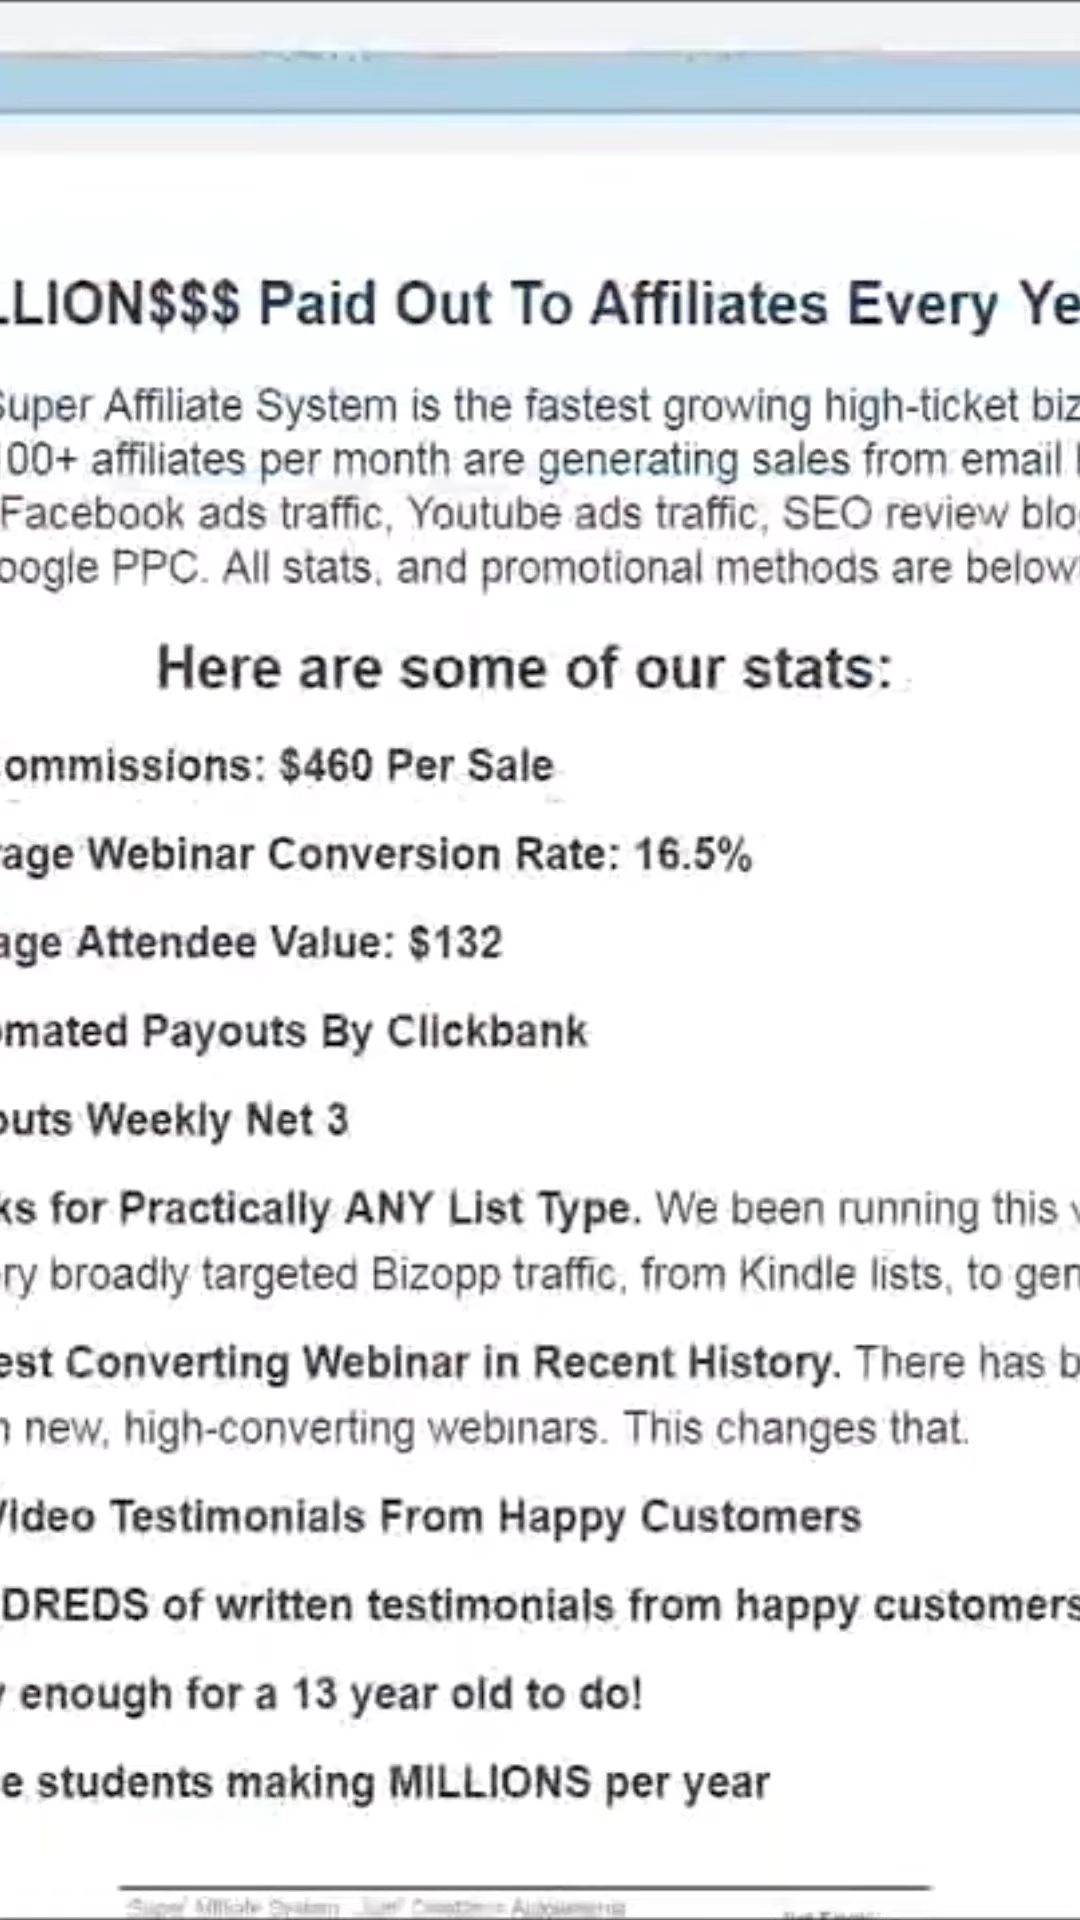 LLION$$$ Paid Out To Affiliates Every Ye
Super Affiliate System is the fastest growing high-ticket biz
00+ affiliates per month are generating sales from email
Facebook ads traffic, Youtube ads traffic, SEO review blo
oogle PPC. All stats, and promotional methods are below
Here are some of our stats:
ommissions: $460 Per Sale
rage Webinar Conversion Rate: 16.5%
age Attendee Value: $132
omated Payouts By Clickbank
outs Weekly Net 3
ks for Practically ANY List Type. We been running this
ry broadly targeted Bizopp traffic, from Kindle lists, to gen
est Converting Webinar in Recent History. There has b
n new, high-converting webinars. This changes that.
Video Testimonials From Happy Customers
DREDS of written testimonials from happy customers
y enough for a 13 year old to do!
e students making MILLIONS per year
Super Affiliate System